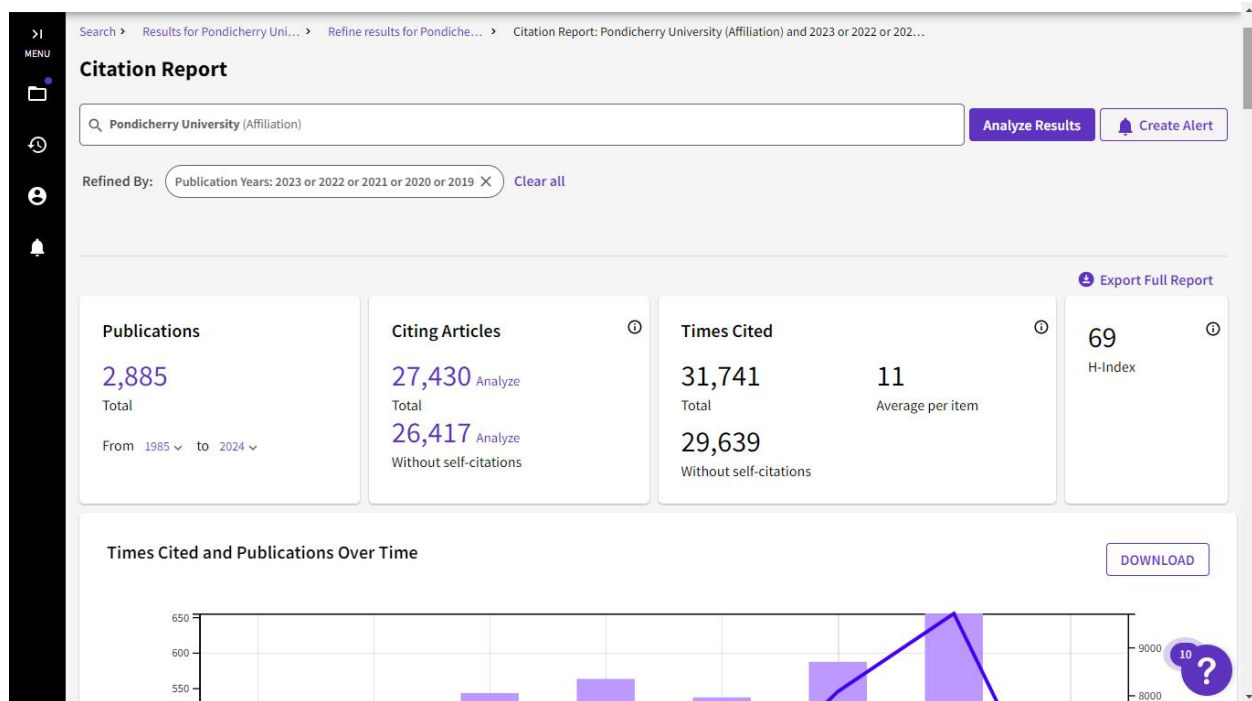 MENU
Search > Results for Pondicherry Uni... > Refine results for Pondiche... > Citation Report: Pondicherry University (Affiliation) and 2023 or 2022 or 202...
Citation Report
Pondicherry University (Affiliation)
Analyze Results
Create Alert
Refined By: Publication Years: 2023 or 2022 or 2021 or 2020 or 2019 Clear all
Export Full Report
Publications
2,885
Total
From 1985 to 2024
Citing Articles
27,430 Analyze
Total
26,417 Analyze
Without self-citations
Times Cited
31,741
Total
11
Average per item
29,639
Without self-citations
69
H-Index
Times Cited and Publications Over Time
DOWNLOAD
650
600
550
9000
8000
10
?